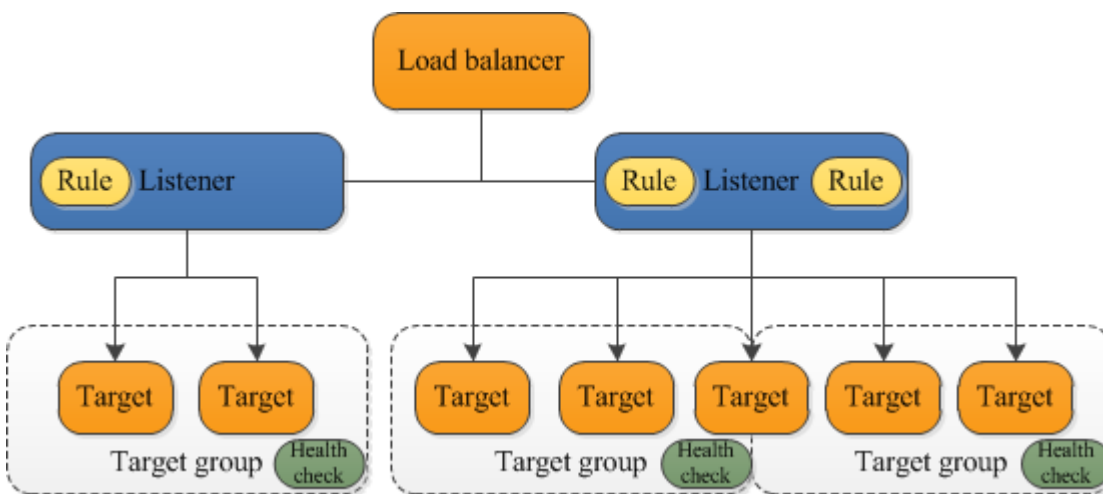 Load balancer
Rule Listener
Rule Listener Rule
Target Target
Target Target Target Target Target
Target group
Health
check
Target group
Health
check
Target group
Health
check